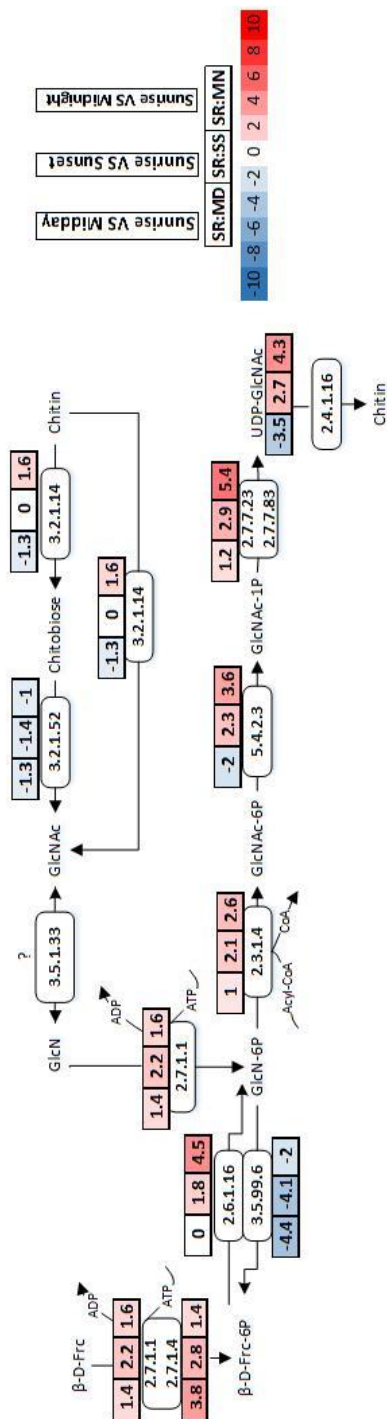 Sunrise VS Midday
Sunrise VS Sunset
Sunrise VS Midnight
SR:MD SR:SS SR:MN
-10 -8 -6 -4 -2 0 2 4 6 8 10
-1.3 0 1.6
3.2.1.14
Chitin
Chitobiose
-1.3 -1.4 -1
3.2.1.52
GlcNAc
-1.3 0 1.6
3.2.1.14
?
3.5.1.33
GlcN
ADP
1.4 2.2 1.6
2.7.1.1
ATP
β-D-Frc
ADP
1.4 2.2 1.6
2.7.1.1
2.7.1.4
ATP
3.8 2.8 1.4
β-D-Frc-6P
0 1.8 4.5
2.6.1.16
3.5.99.6
-4.4 -4.1 -2
GlcN-6P
1 2.1 2.6
2.3.1.4
Acyl-CoA
CoA
GlcNAc-6P
-2 2.3 3.6
5.4.2.3
GlcNAc-1P
1.2 2.9 5.4
2.7.7.23
2.7.7.83
UDP-GlcNAc
-3.5 2.7 4.3
2.4.1.16
Chitin